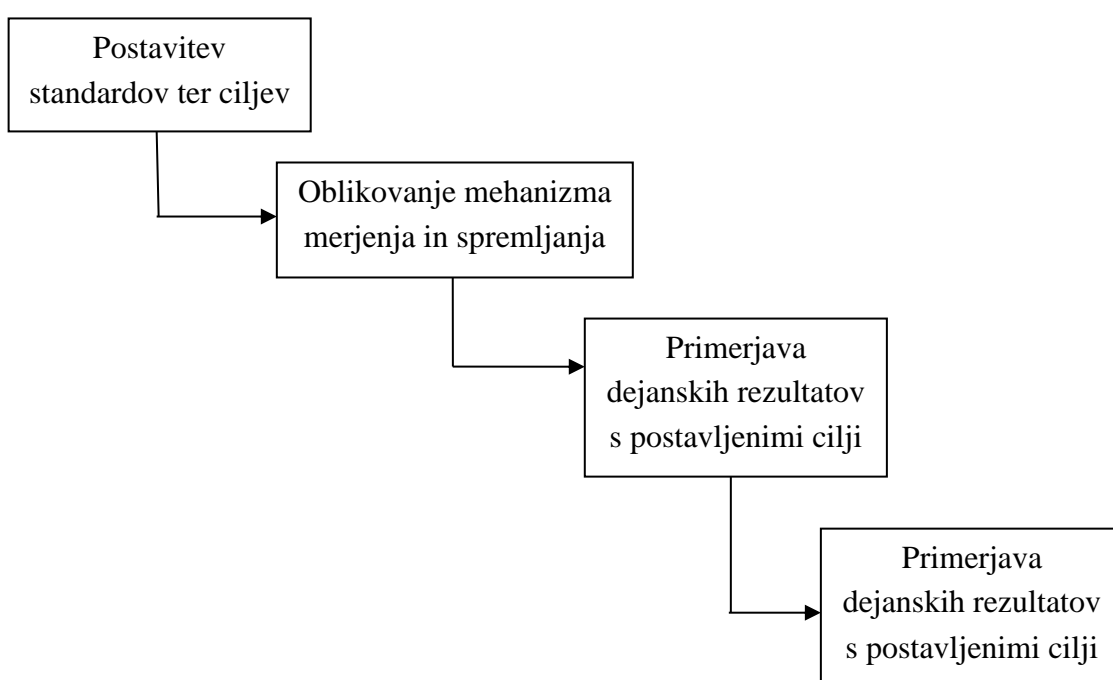 Postavitev
standardov ter ciljev
Oblikovanje mehanizma
merjenja in spremljanja
Primerjava
dejanskih rezultatov
s postavljenimi cilji
Primerjava
dejanskih rezultatov
s postavljenimi cilji